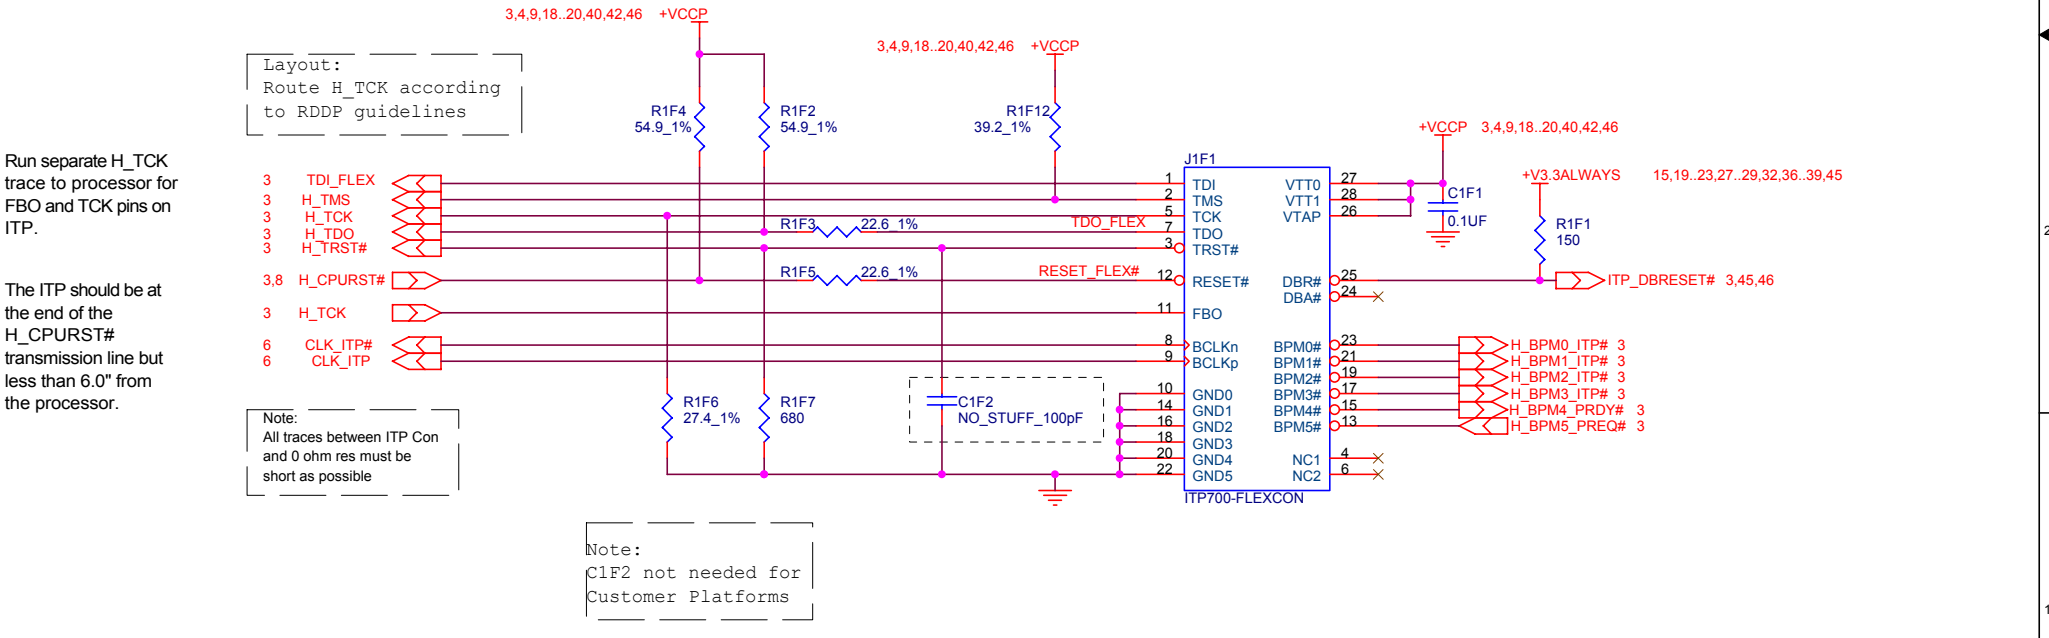 3,4,9,18..20,40,42,46 +VCCP
3,4,9,18..20,40,42,46 +VCCP
Layout:
Route H_TCK according
to RDDP guidelines
R1F4
54.9_1%
R1F2
54.9_1%
R1F12
39.2_1%
+VCCP 3,4,9,18..20,40,42,46
Run separate H_TCK
trace to processor for
FBO and TCK pins on
ITP.
J1F1
+V3.3ALWAYS 15,19..23,27..29,32,36..39,45
3 TDI_FLEX 1 TDI VTT0 27
3 H_TMS 2 TMS VTT1 28
3 H_TCK 5 TCK VTAP 26
3 H_TDO R1F3 22.6_1% TDO_FLEX 7 TDO
3 H_TRST# 3 TRST#
C1F1
0.1UF
R1F1
150
3,8 H_CPURST# R1F5 22.6_1% RESET_FLEX# 12 RESET# DBR# 25 ITP_DBRESET# 3,45,46
DBA# 24
The ITP should be at
the end of the
H_CPURST#
transmission line but
less than 6.0" from
the processor.
3 H_TCK 11 FBO
6 CLK_ITP# 8 BCLKn BPM0# 23 H_BPM0_ITP# 3
6 CLK_ITP 9 BCLKp BPM1# 21 H_BPM1_ITP# 3
BPM2# 19 H_BPM2_ITP# 3
10 GND0 BPM3# 17 H_BPM3_ITP# 3
14 GND1 BPM4# 15 H_BPM4_PRDY# 3
16 GND2 BPM5# 13 H_BPM5_PREQ# 3
18 GND3
20 GND4 NC1 4
22 GND5 NC2 6
ITP700-FLEXCON
R1F6
27.4_1%
R1F7
680
C1F2
NO_STUFF_100pF
Note:
All traces between ITP Con
and 0 ohm res must be
short as possible
Note:
C1F2 not needed for
Customer Platforms
2
1